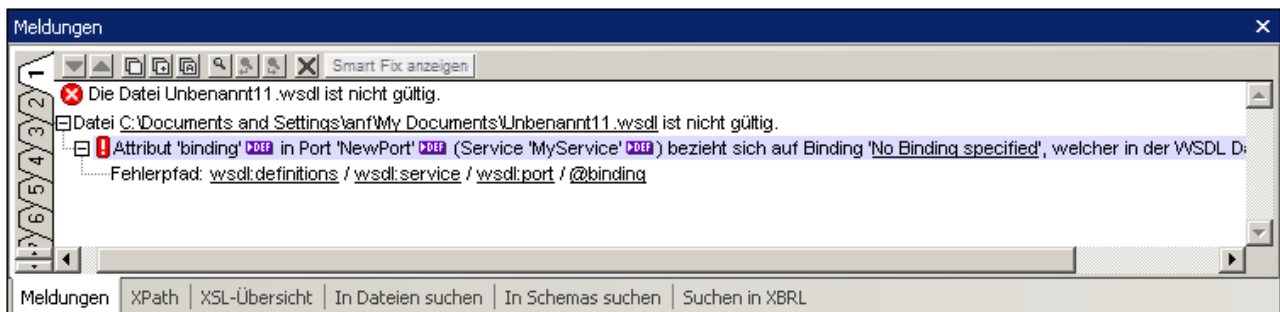 Meldungen
Smart Fix anzeigen
Die Datei Unbenannt11.wsdl ist nicht gültig.
Datei C:\Documents and Settings\anf\My Documents\Unbenannt11.wsdl ist nicht gültig.
Attribut 'binding' DEF in Port 'NewPort' DEF (Service 'MyService' DEF) bezieht sich auf Binding 'No Binding specified', welcher in der WSDL
Fehlerpfad: wsdl:definitions / wsdl:service / wsdl:port / @binding
1
2
3
4
5
6
Meldungen XPath XSL-Übersicht In Dateien suchen In Schemas suchen Suchen in XBRL